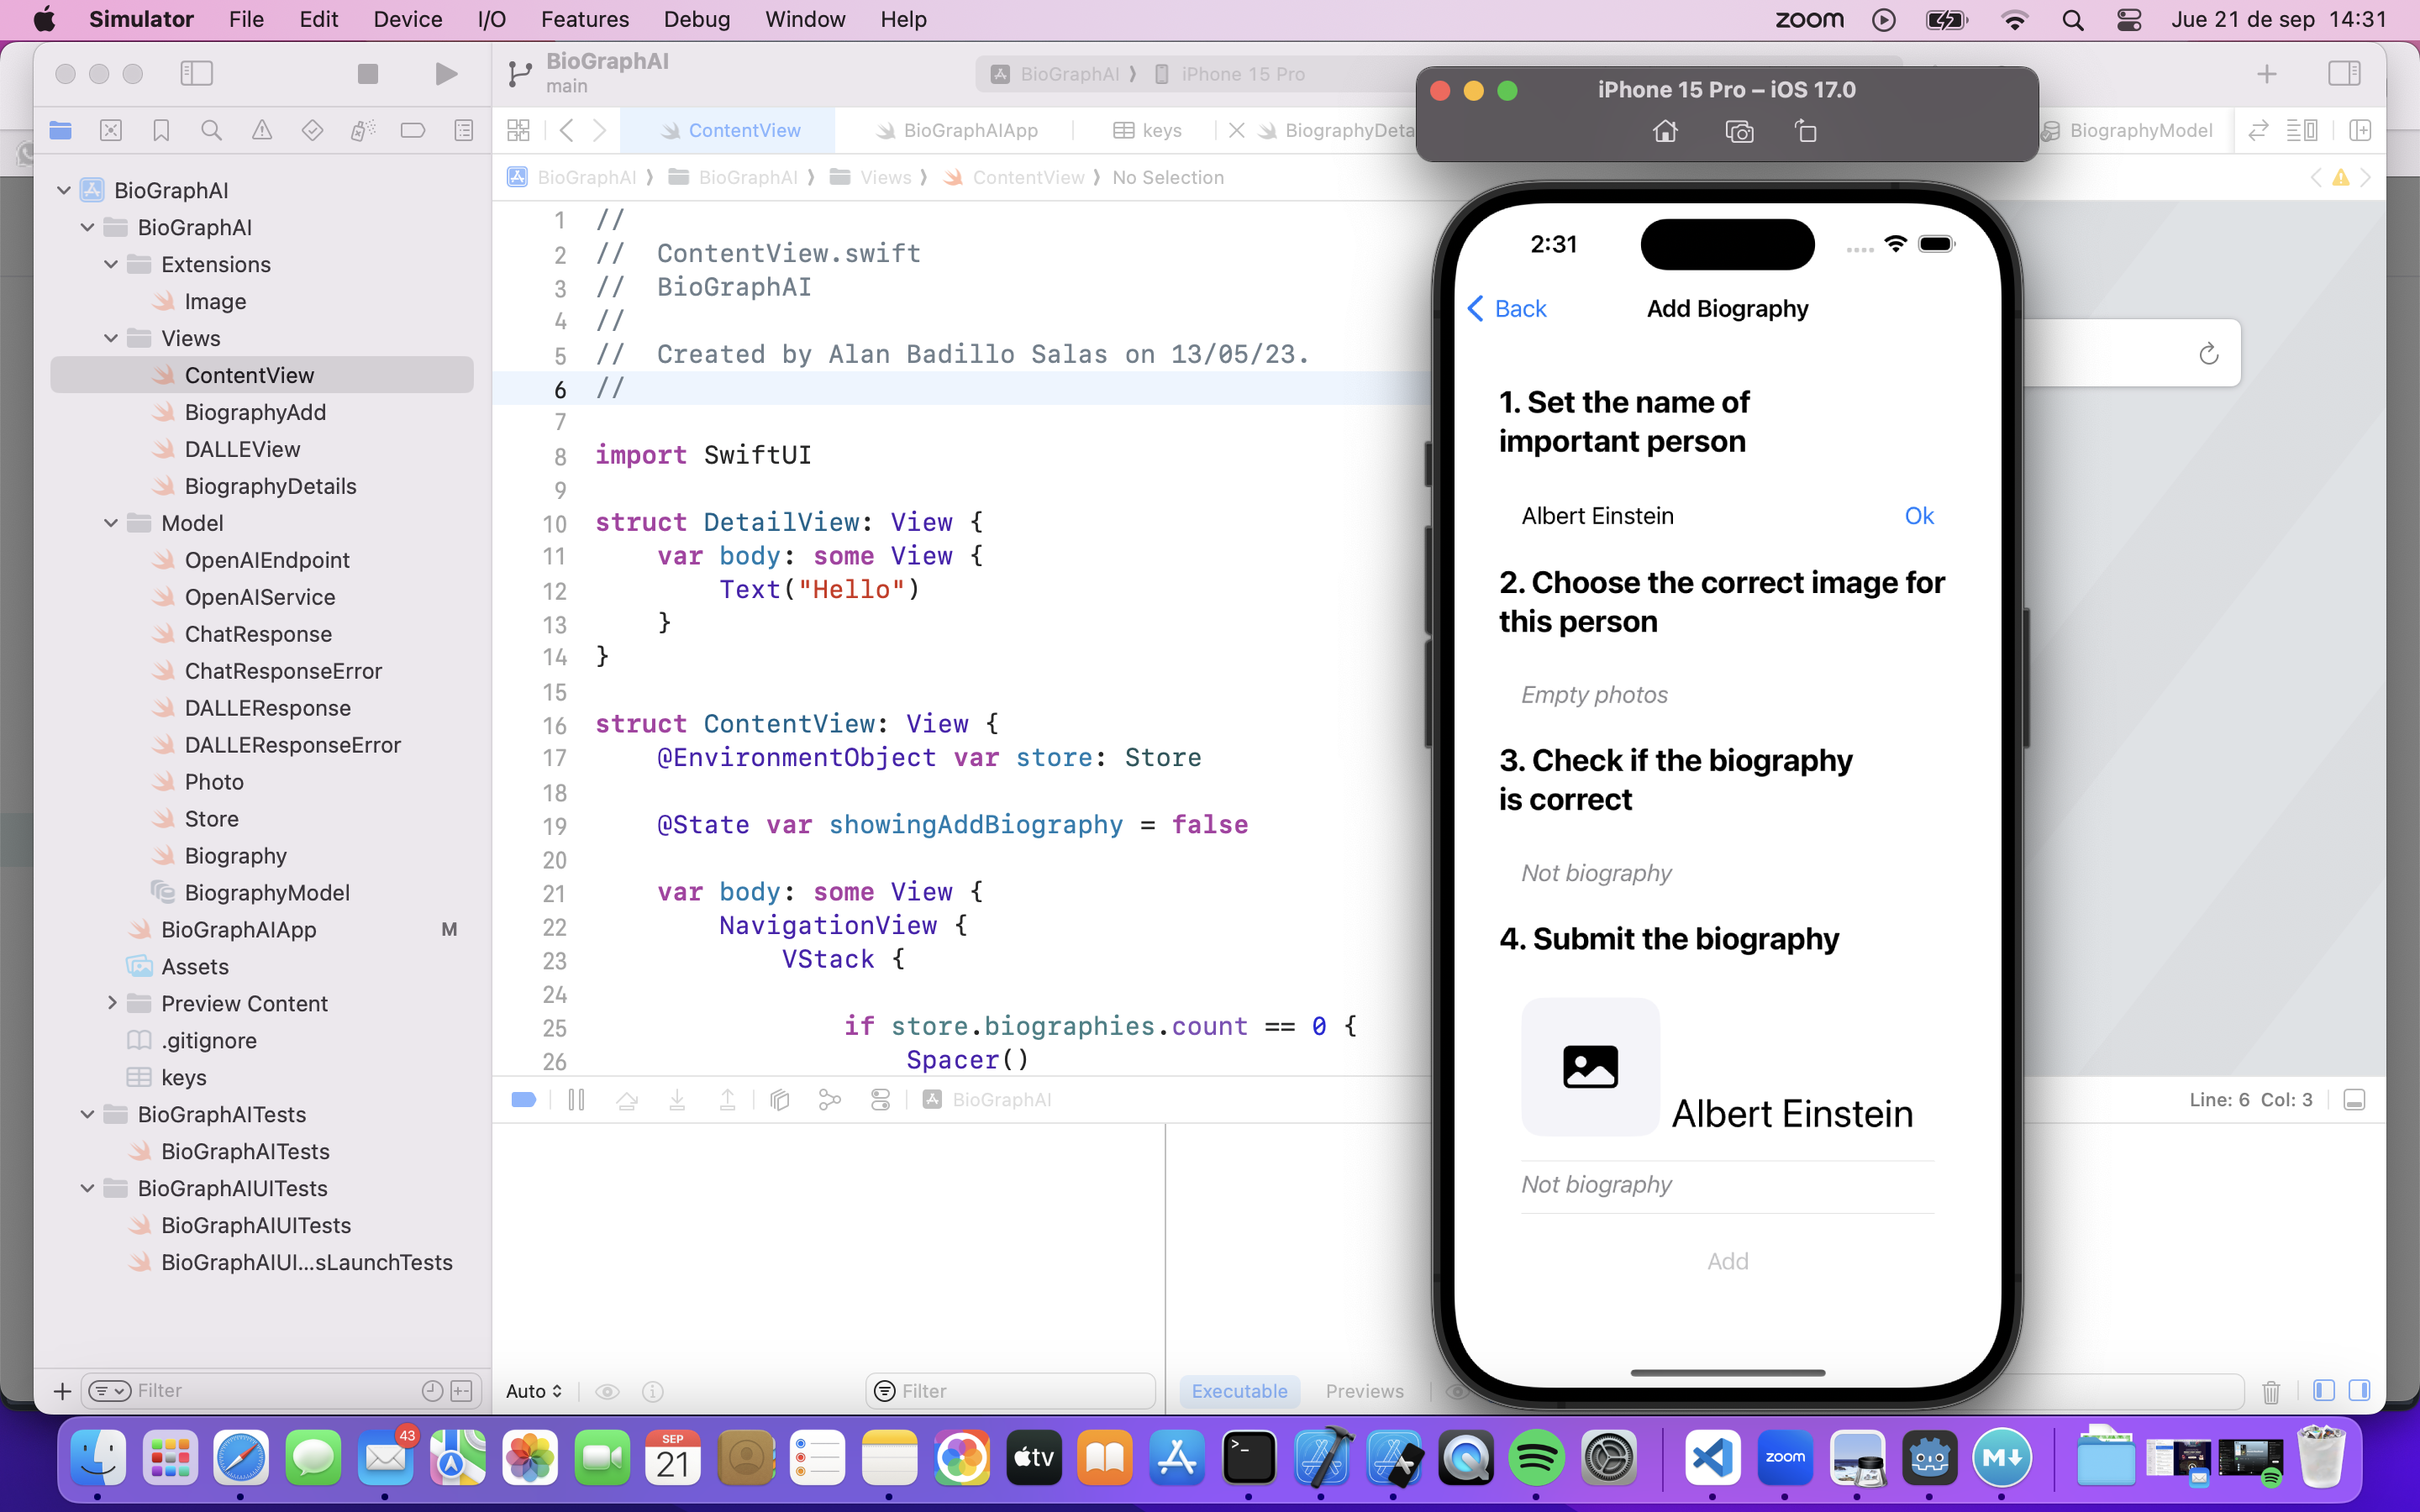 Simulator File Edit Device I/O Features Debug Window Help zoom Jue 21 de sep 14:31
BioGraphAI
main
BioGraphAI ❭ iPhone 15 Pro
iPhone 15 Pro – iOS 17.0
ContentView BioGraphAIApp keys BiographyDeta BiographyModel
BioGraphAI ❭ BioGraphAI ❭ Views ❭ ContentView ❭ No Selection
BioGraphAI
BioGraphAI
Extensions
Image
Views
ContentView
BiographyAdd
DALLEView
BiographyDetails
Model
OpenAIEndpoint
OpenAIService
ChatResponse
ChatResponseError
DALLEResponse
DALLEResponseError
Photo
Store
Biography
BiographyModel
BioGraphAIApp M
Assets
Preview Content
.gitignore
keys
BioGraphAITests
BioGraphAITests
BioGraphAIUITests
BioGraphAIUITests
BioGraphAIUI...sLaunchTests
Filter
1 //
2 // ContentView.swift
3 // BioGraphAI
4 //
5 // Created by Alan Badillo Salas on 13/05/23.
6 //
7
8 import SwiftUI
9
10 struct DetailView: View {
11 var body: some View {
12 Text("Hello")
13 }
14 }
15
16 struct ContentView: View {
17 @EnvironmentObject var store: Store
18
19 @State var showingAddBiography = false
20
21 var body: some View {
22 NavigationView {
23 VStack {
24
25 if store.biographies.count == 0 {
26 Spacer()
BioGraphAI
Line: 6 Col: 3
Auto
Filter
Executable Previews
2:31
Back Add Biography
1. Set the name of
important person
Albert Einstein Ok
2. Choose the correct image for
this person
Empty photos
3. Check if the biography
is correct
Not biography
4. Submit the biography
Albert Einstein
Not biography
Add
43
SEP
21
tv
zoom
M